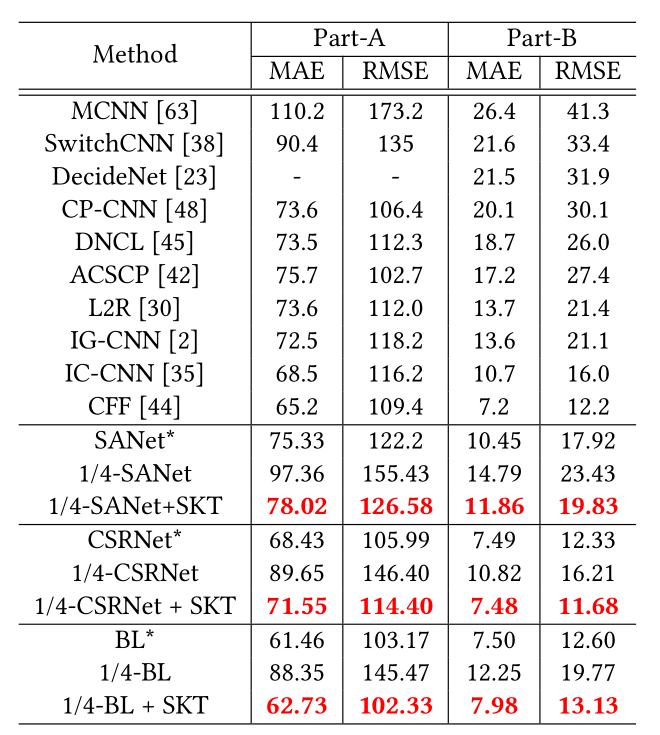 Method Part-A Part-B
MAE RMSE MAE RMSE
MCNN [63] 110.2 173.2 26.4 41.3
SwitchCNN [38] 90.4 135 21.6 33.4
DecideNet [23] - - 21.5 31.9
CP-CNN [48] 73.6 106.4 20.1 30.1
DNCL [45] 73.5 112.3 18.7 26.0
ACSCP [42] 75.7 102.7 17.2 27.4
L2R [30] 73.6 112.0 13.7 21.4
IG-CNN [2] 72.5 118.2 13.6 21.1
IC-CNN [35] 68.5 116.2 10.7 16.0
CFF [44] 65.2 109.4 7.2 12.2
SANet* 75.33 122.2 10.45 17.92
1/4-SANet 97.36 155.43 14.79 23.43
1/4-SANet+SKT 78.02 126.58 11.86 19.83
CSRNet* 68.43 105.99 7.49 12.33
1/4-CSRNet 89.65 146.40 10.82 16.21
1/4-CSRNet + SKT 71.55 114.40 7.48 11.68
BL* 61.46 103.17 7.50 12.60
1/4-BL 88.35 145.47 12.25 19.77
1/4-BL + SKT 62.73 102.33 7.98 13.13